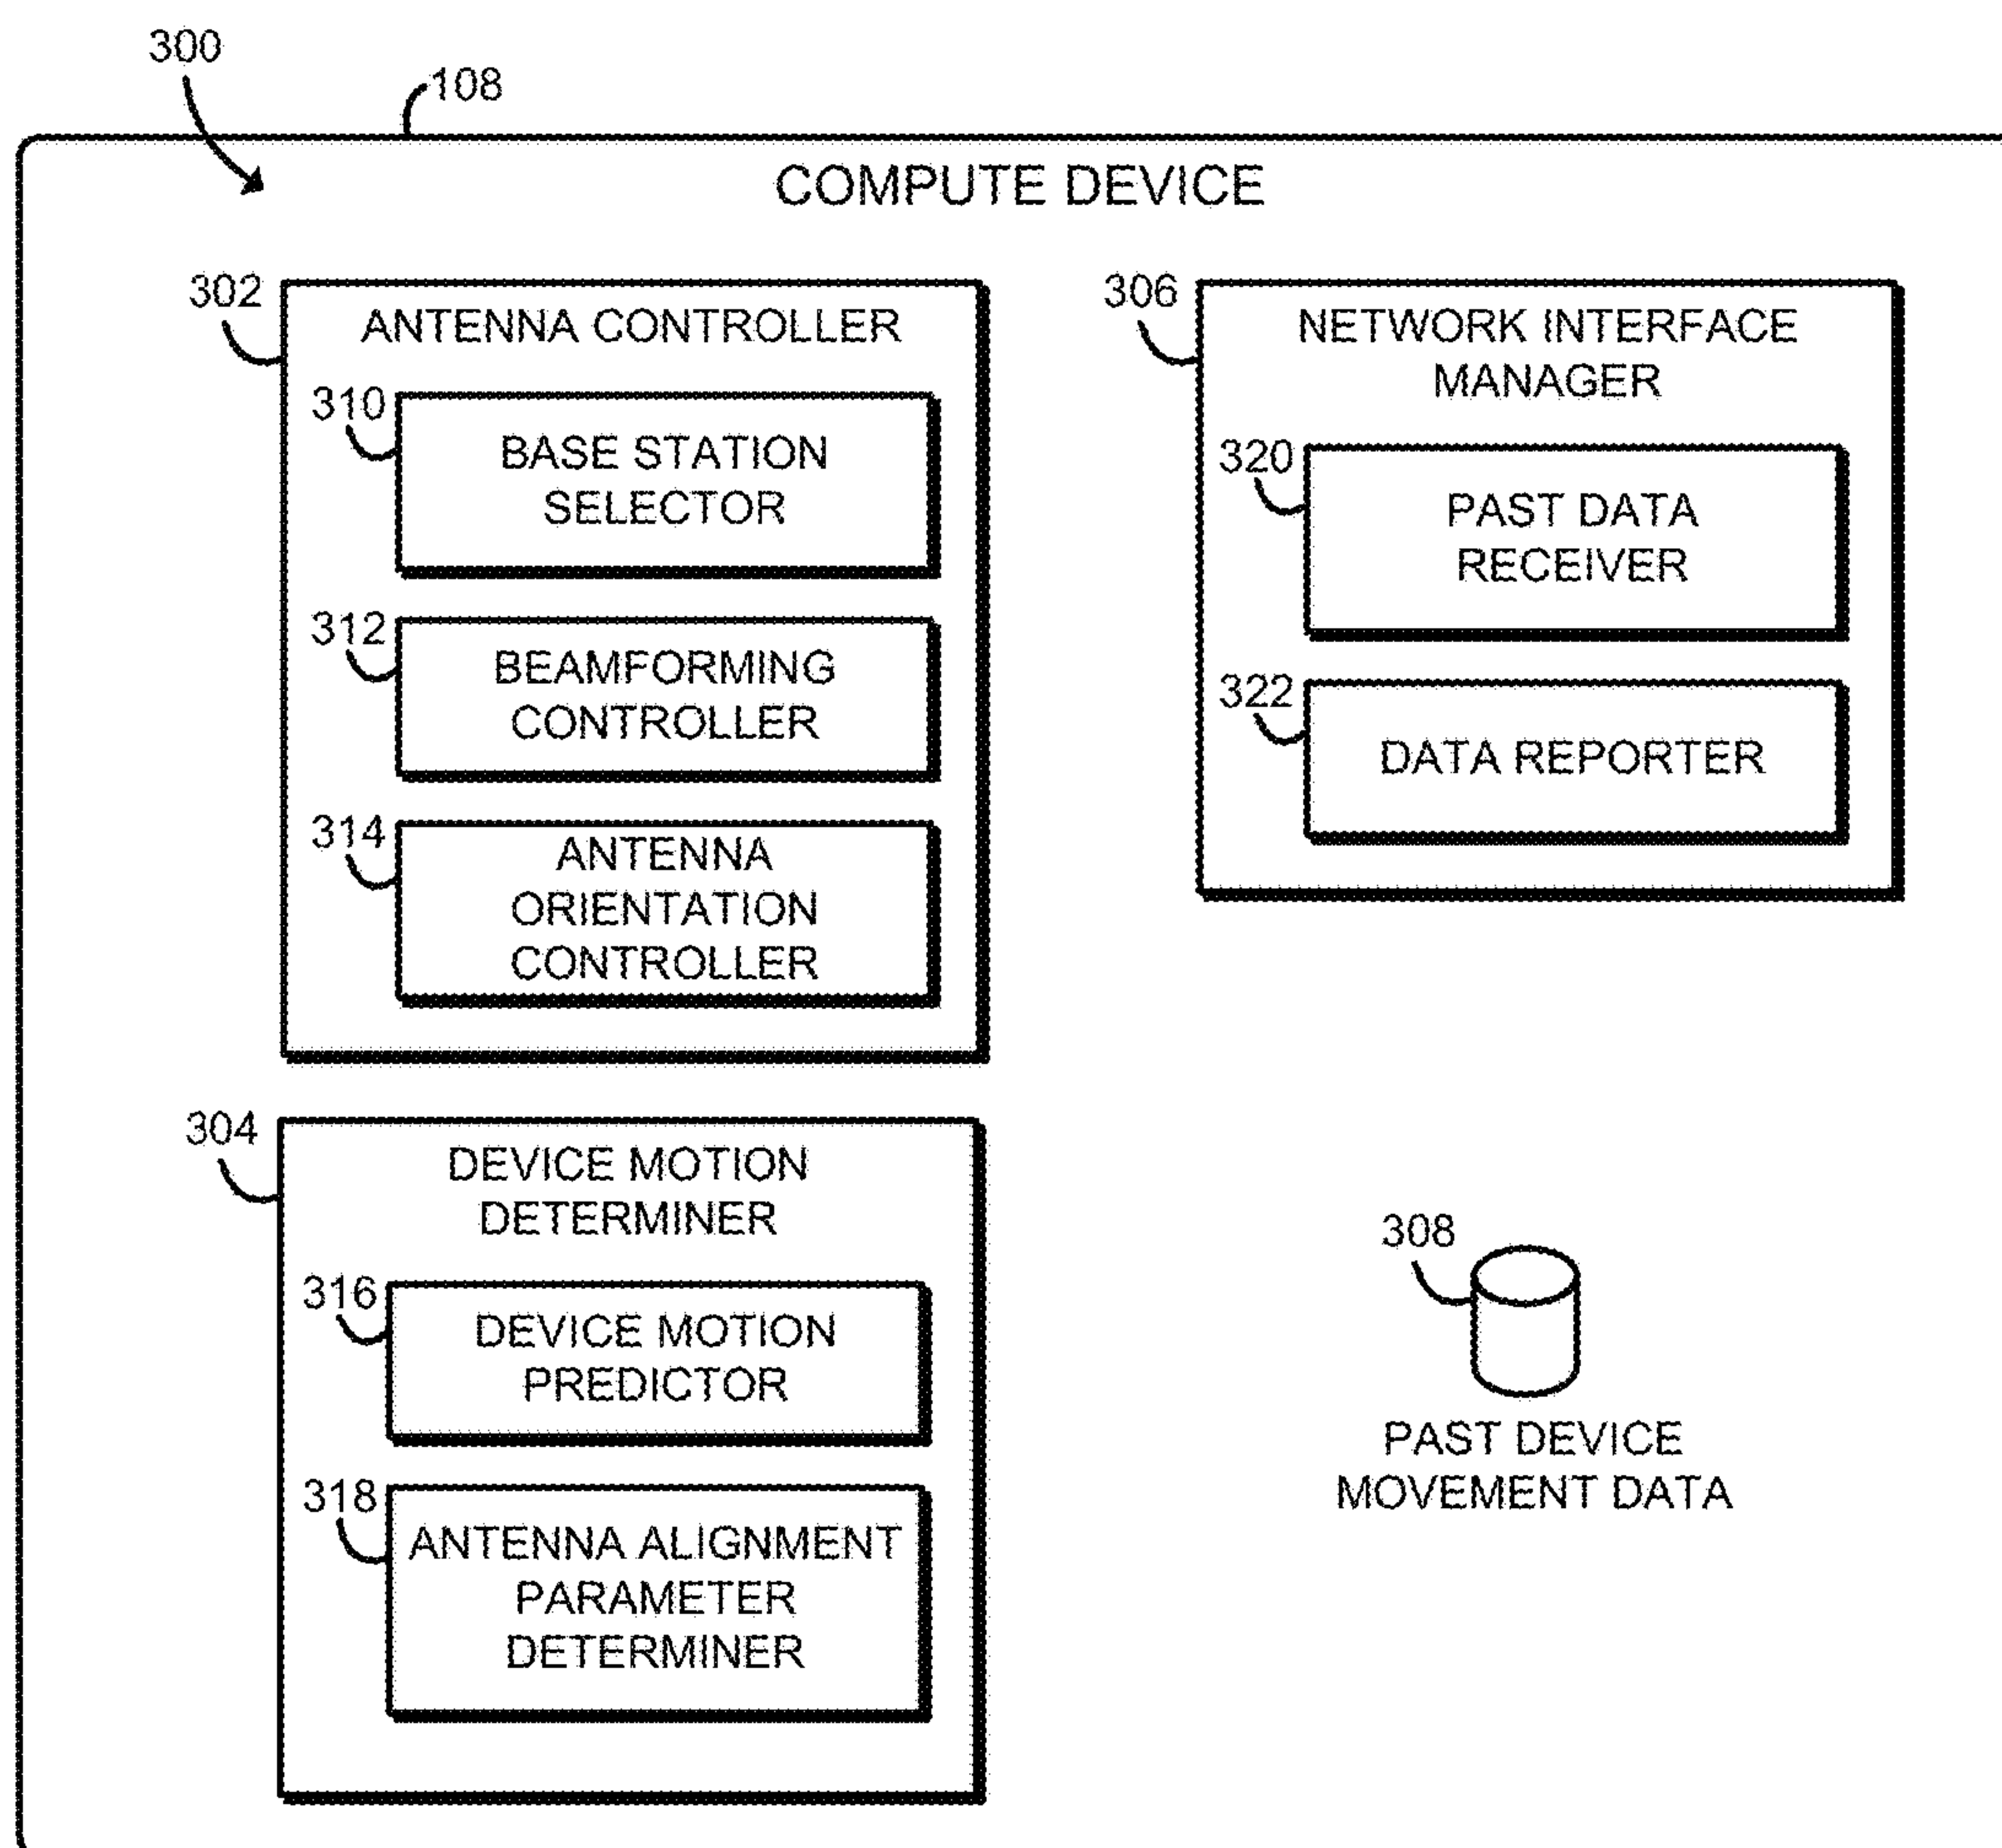 300
108
COMPUTE DEVICE
302
ANTENNA CONTROLLER
310
BASE STATION
SELECTOR
312
BEAMFORMING
CONTROLLER
314
ANTENNA
ORIENTATION
CONTROLLER
306
NETWORK INTERFACE
MANAGER
320
PAST DATA
RECEIVER
322
DATA REPORTER
304
DEVICE MOTION
DETERMINER
316
DEVICE MOTION
PREDICTOR
318
ANTENNA ALIGNMENT
PARAMETER
DETERMINER
308
PAST DEVICE
MOVEMENT DATA